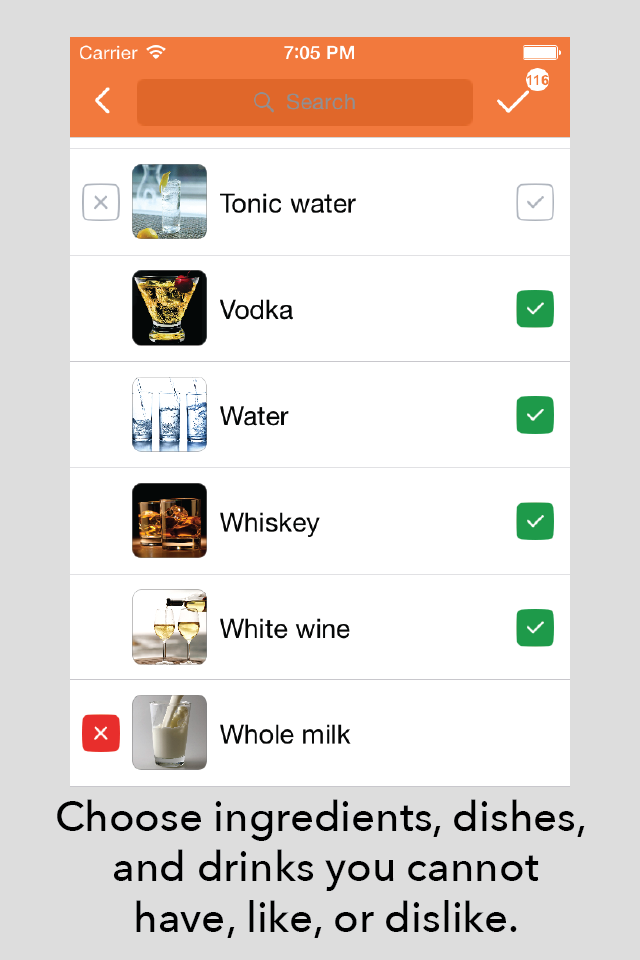 Carrier
7:05 PM
116
Search
Tonic water
Vodka
Water
Whiskey
White wine
Whole milk
Choose ingredients, dishes,
and drinks you cannot
have, like, or dislike.